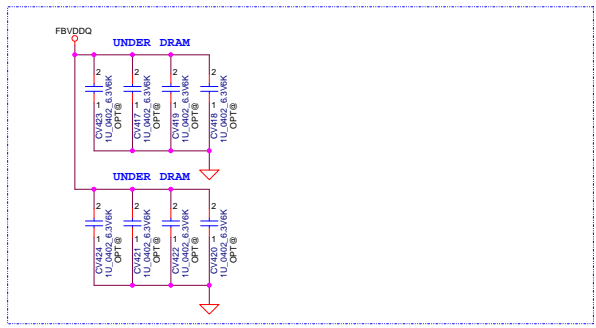 FBVDDQ
UNDER DRAM
2
1
CV423
1U_0402_6.3V6K
OPT@
2
1
CV417
1U_0402_6.3V6K
OPT@
2
1
CV419
1U_0402_6.3V6K
OPT@
2
1
CV418
1U_0402_6.3V6K
OPT@
UNDER DRAM
2
1
CV424
1U_0402_6.3V6K
OPT@
2
1
CV421
1U_0402_6.3V6K
OPT@
2
1
CV422
1U_0402_6.3V6K
OPT@
2
1
CV420
1U_0402_6.3V6K
OPT@